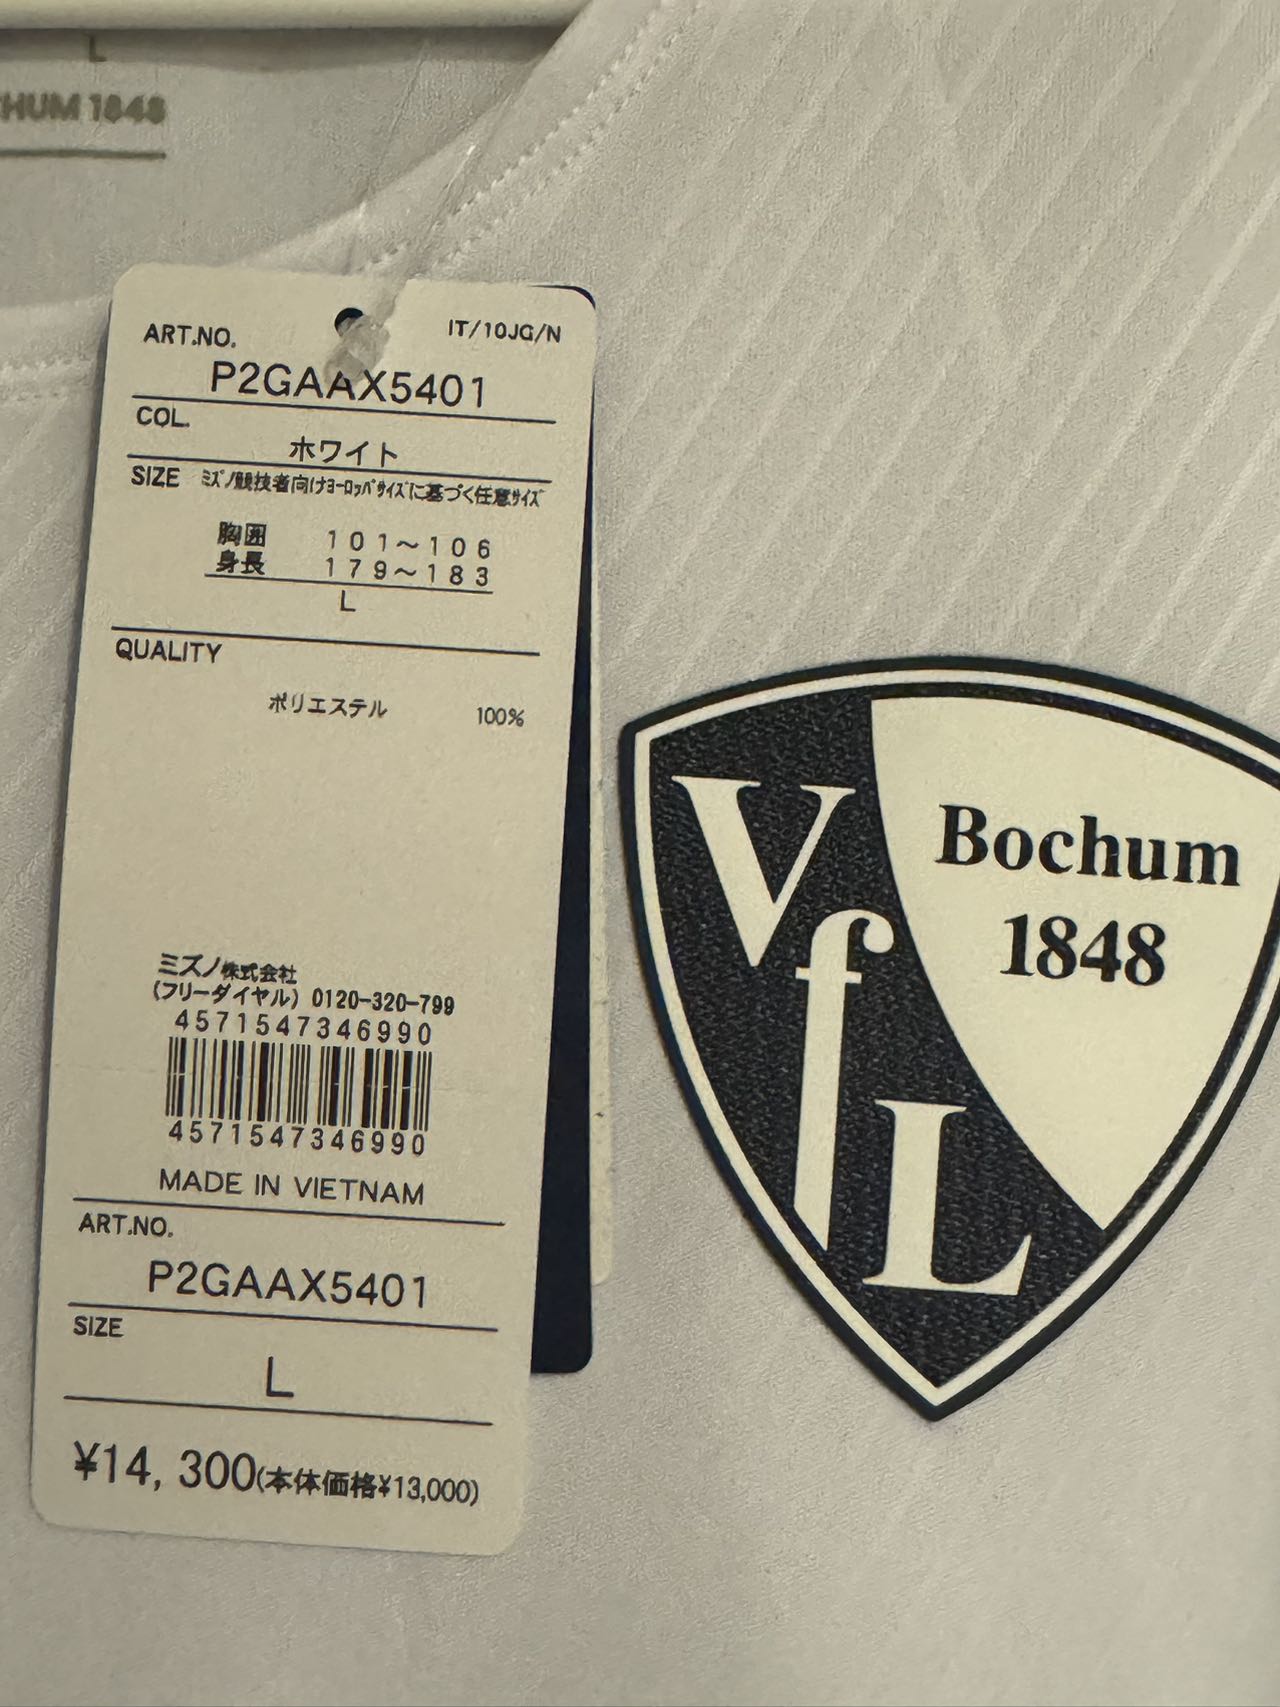 L
CHUM 1848
ART.NO. IT/10JG/N
P2GAAX5401
COL.
ホワイト
SIZE ミズノ競技者向けヨーロッパサイズに基づく任意サイズ
胸囲 101～106
身長 179～183
L
QUALITY
ポリエステル 100%
ミズノ株式会社
(フリーダイヤル) 0120-320-799
4571547346990
4571547346990
MADE IN VIETNAM
ART.NO.
P2GAAX5401
SIZE
L
¥14,300(本体価格¥13,000)
VfL
Bochum
1848